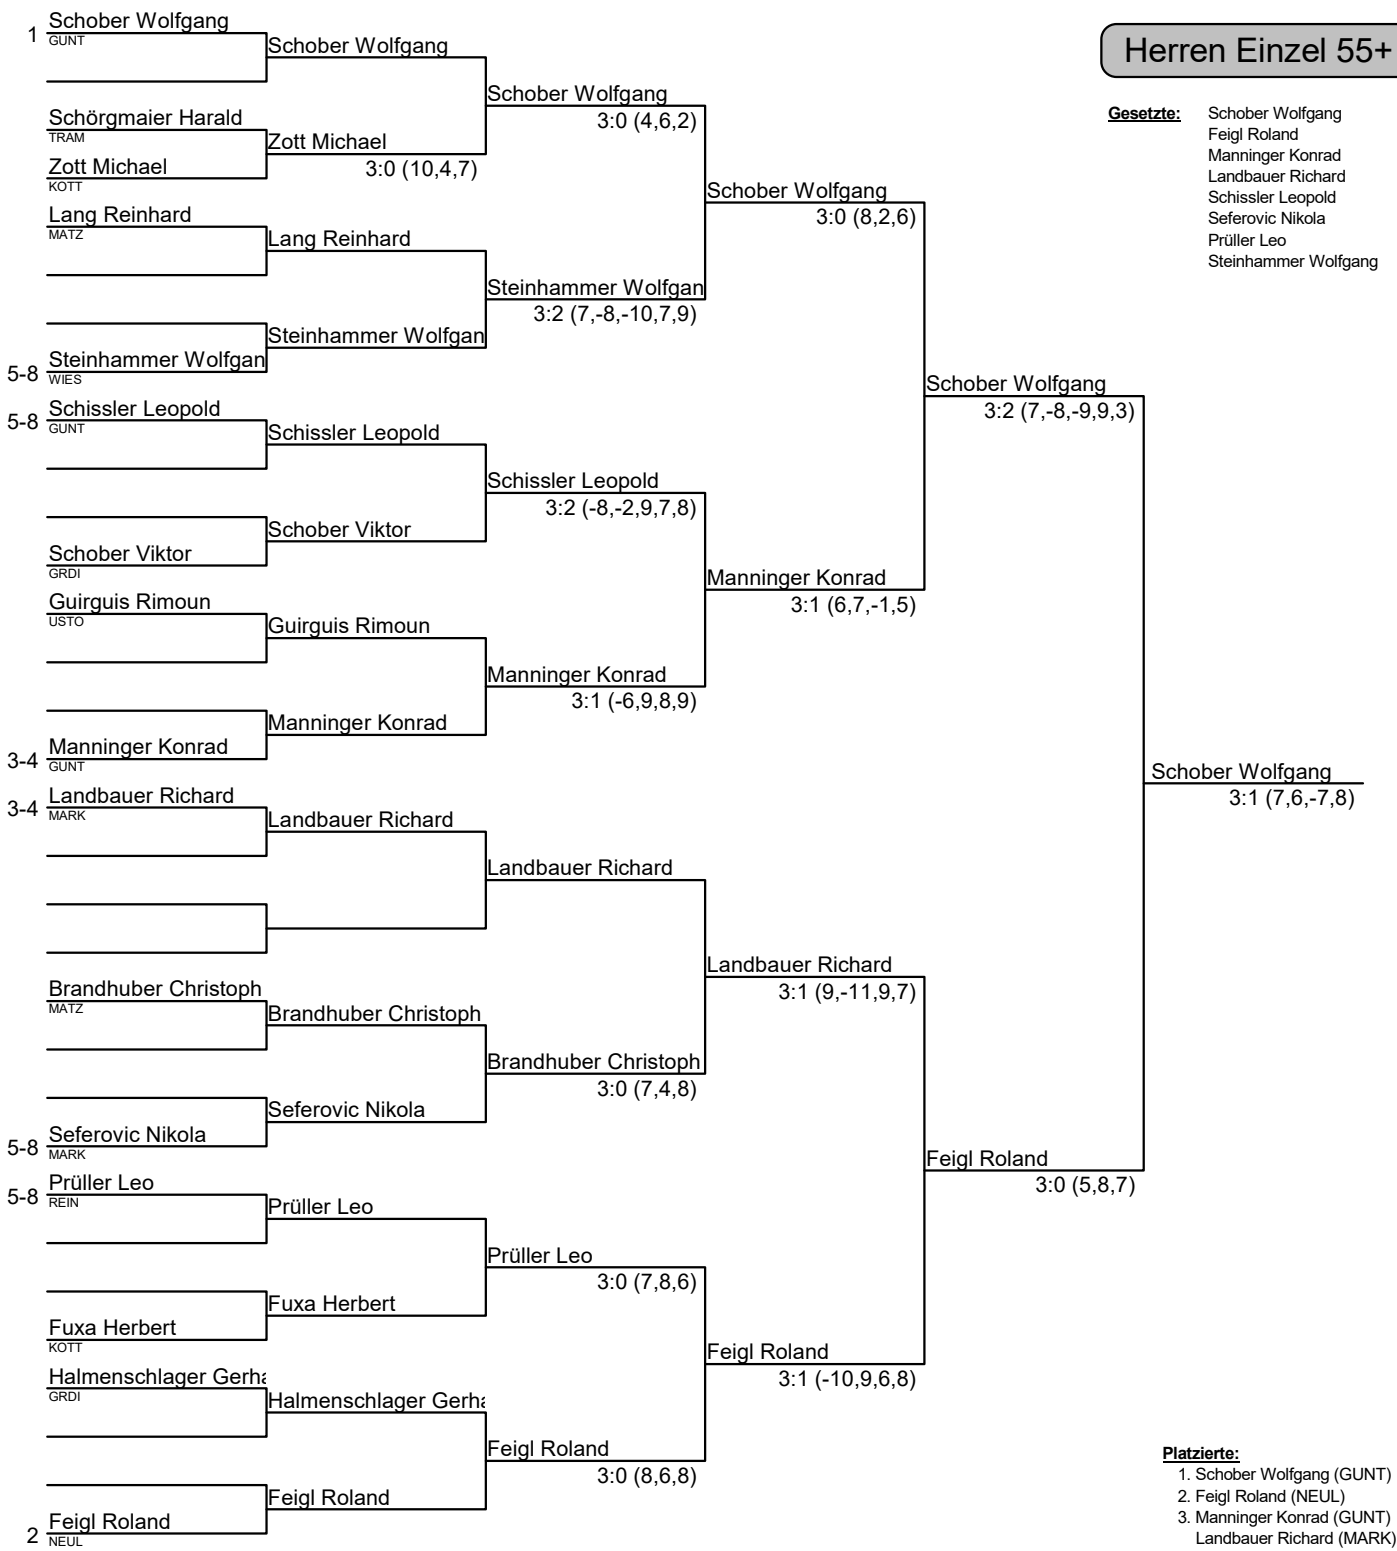 Herren Einzel 55+
Gesetzte:
Schober Wolfgang
Feigl Roland
Manninger Konrad
Landbauer Richard
Schissler Leopold
Seferovic Nikola
Prüller Leo
Steinhammer Wolfgang
1 Schober Wolfgang
GUNT
Schörgmaier Harald
TRAM
Zott Michael
KOTT
Lang Reinhard
MATZ
5-8 Steinhammer Wolfgan
WIES
5-8 Schissler Leopold
GUNT
Schober Viktor
GRDI
Guirguis Rimoun
USTO
3-4 Manninger Konrad
GUNT
3-4 Landbauer Richard
MARK
Brandhuber Christoph
MATZ
5-8 Seferovic Nikola
MARK
5-8 Prüller Leo
REIN
Fuxa Herbert
KOTT
Halmenschlager Gerha
GRDI
2 Feigl Roland
NEUL
Schober Wolfgang
Zott Michael
3:0 (10,4,7)
Lang Reinhard
Steinhammer Wolfgan
Schissler Leopold
Schober Viktor
Guirguis Rimoun
Manninger Konrad
Landbauer Richard
Brandhuber Christoph
Seferovic Nikola
Prüller Leo
Fuxa Herbert
Halmenschlager Gerha
Feigl Roland
Schober Wolfgang
3:0 (4,6,2)
Steinhammer Wolfgan
3:2 (7,-8,-10,7,9)
Schissler Leopold
3:2 (-8,-2,9,7,8)
Manninger Konrad
3:1 (-6,9,8,9)
Landbauer Richard
Brandhuber Christoph
3:0 (7,4,8)
Prüller Leo
3:0 (7,8,6)
Feigl Roland
3:0 (8,6,8)
Schober Wolfgang
3:0 (8,2,6)
Manninger Konrad
3:1 (6,7,-1,5)
Landbauer Richard
3:1 (9,-11,9,7)
Feigl Roland
3:1 (-10,9,6,8)
Schober Wolfgang
3:2 (7,-8,-9,9,3)
Feigl Roland
3:0 (5,8,7)
Schober Wolfgang
3:1 (7,6,-7,8)
Platzierte:
1. Schober Wolfgang (GUNT)
2. Feigl Roland (NEUL)
3. Manninger Konrad (GUNT)
Landbauer Richard (MARK)